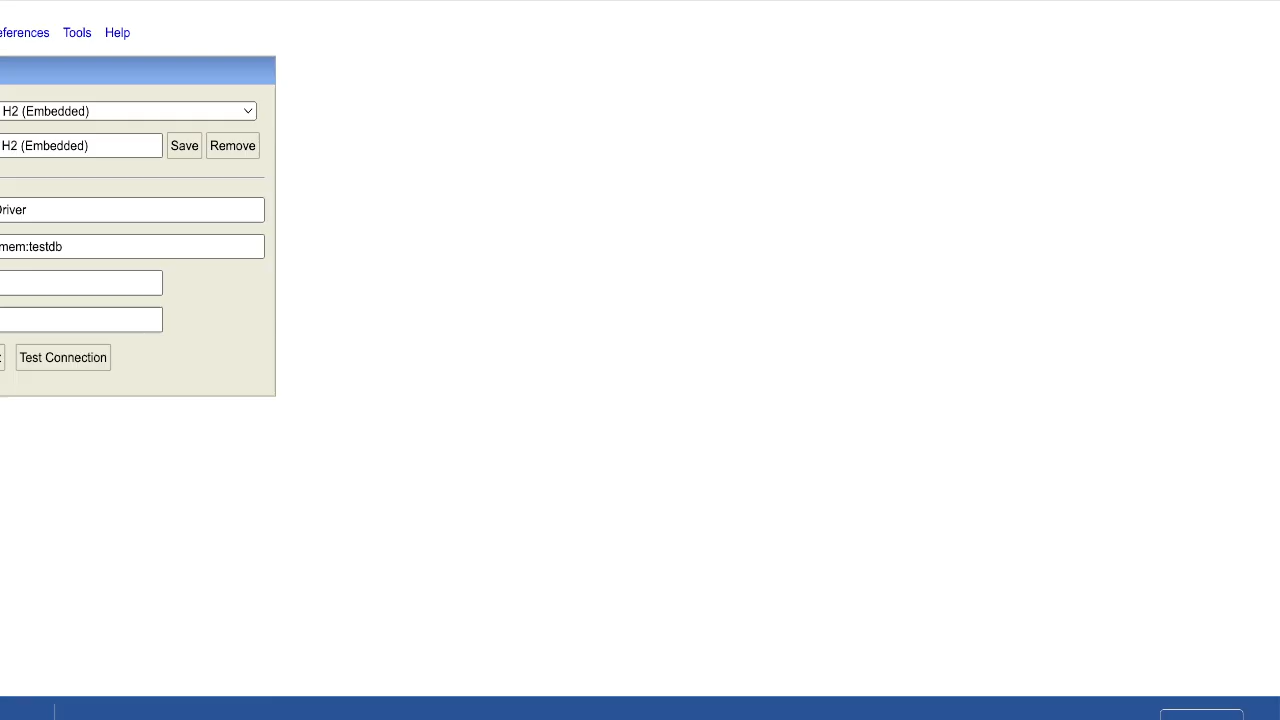 eferences Tools Help
H2 (Embedded)
H2 (Embedded) Save Remove
Driver
mem:testdb
Test Connection